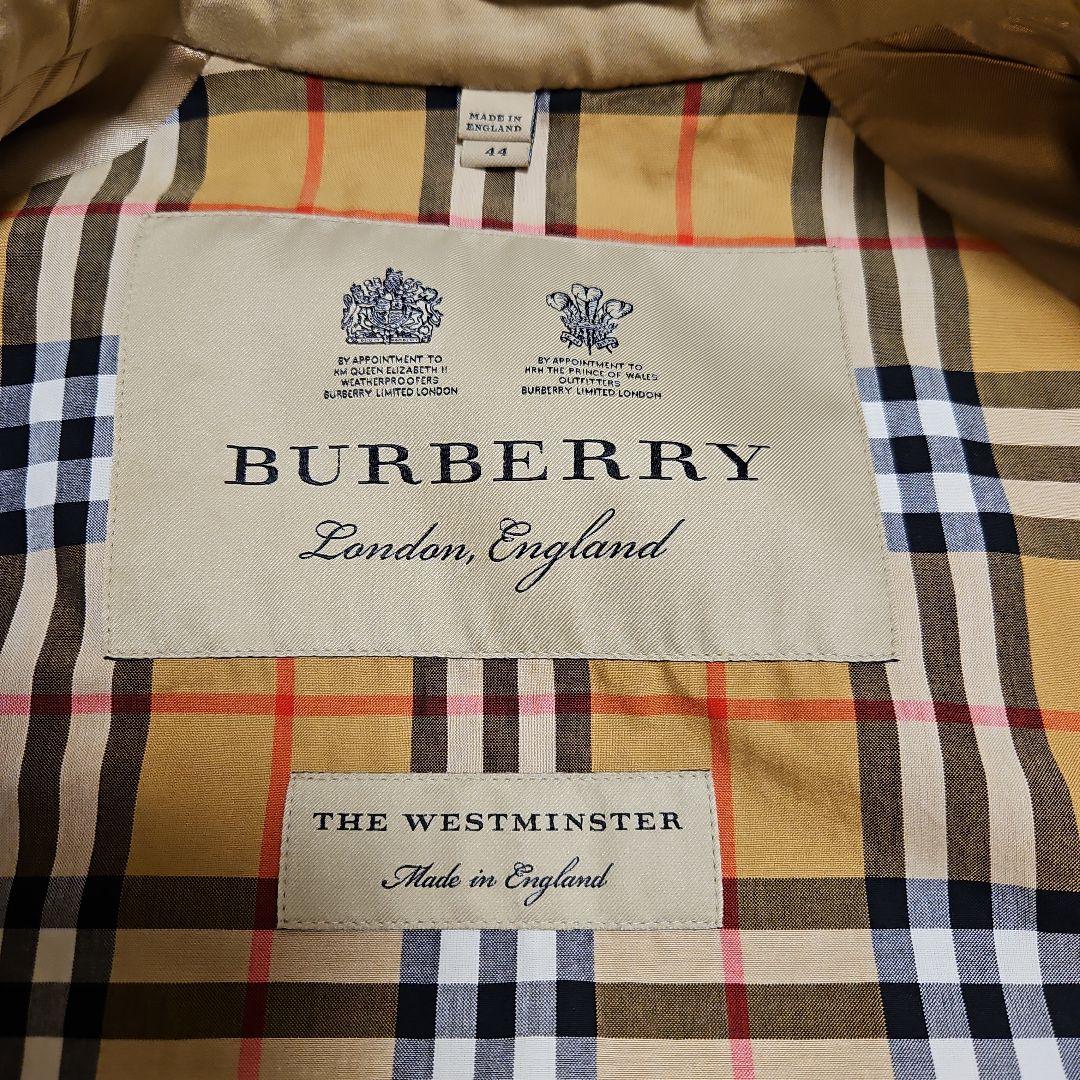 MADE IN
ENGLAND
44
BY APPOINTMENT TO
HM QUEEN ELIZABETH II
WEATHERPROOFERS
BURBERRY LIMITED LONDON
BY APPOINTMENT TO
HRH THE PRINCE OF WALES
OUTFITTERS
BURBERRY LIMITED LONDON
BURBERRY
London, England
THE WESTMINSTER
Made in England